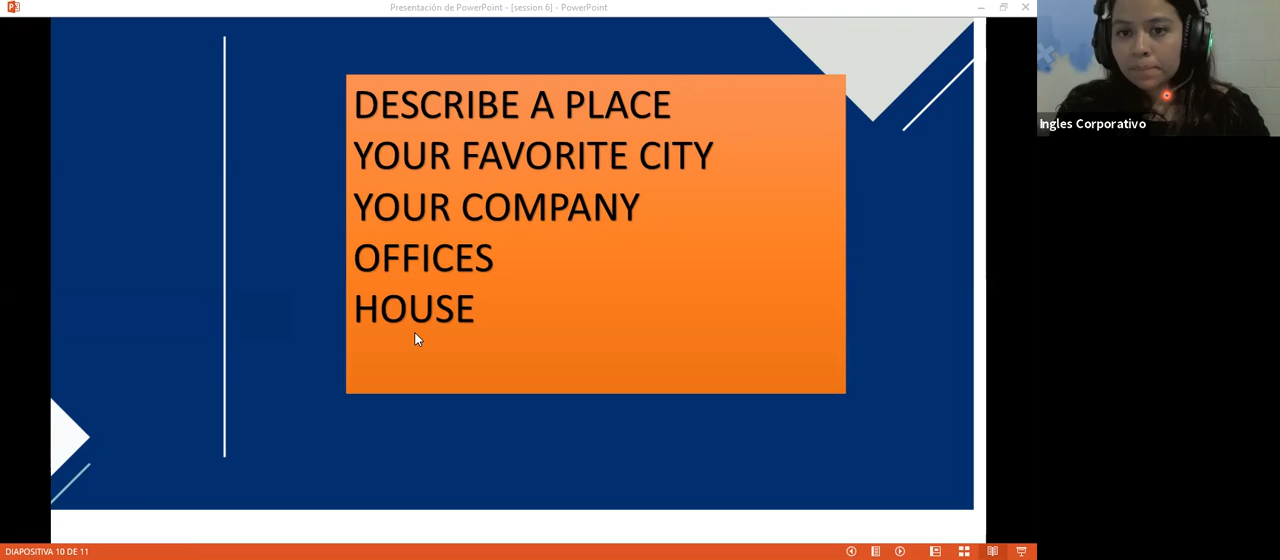 Presentación de PowerPoint - [session 6] - PowerPoint
DESCRIBE A PLACE
YOUR FAVORITE CITY
YOUR COMPANY
OFFICES
HOUSE
Ingles Corporativo
DIAPOSITIVA 10 DE 11